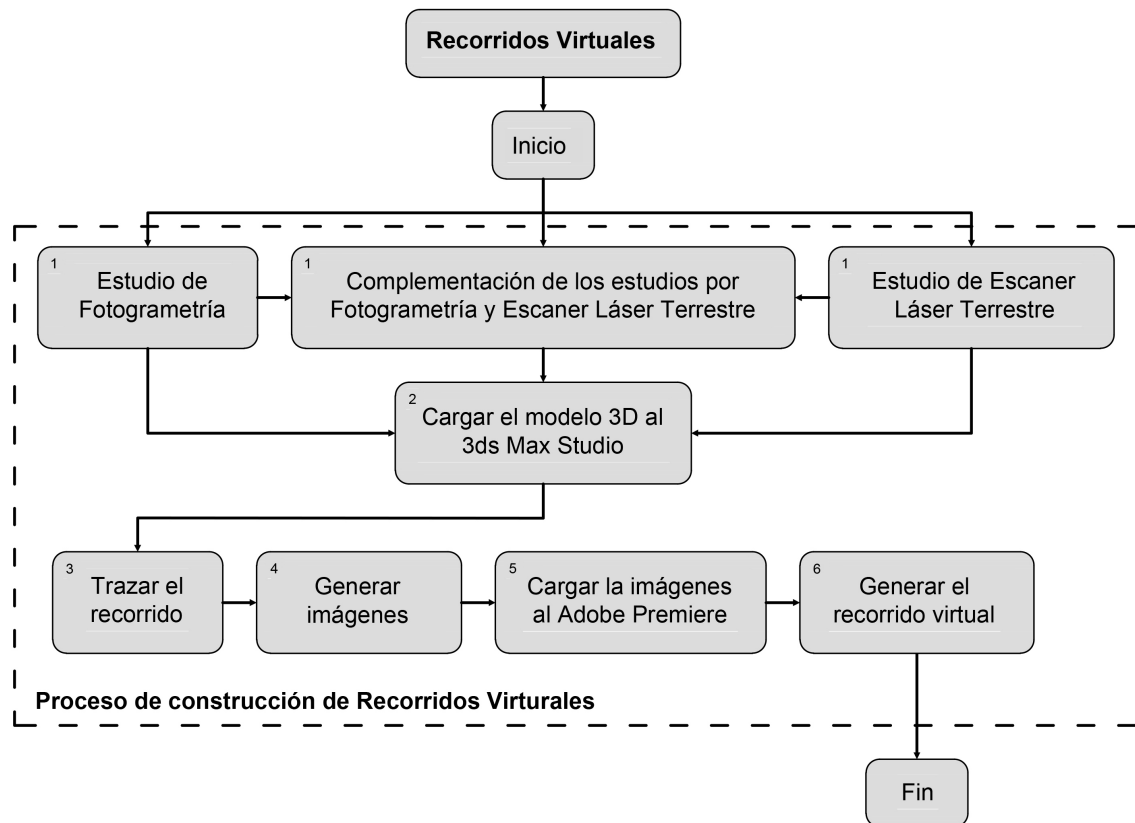 Recorridos Virtuales
Inicio
1
Estudio de
Fotogrametría
1
Complementación de los estudios por
Fotogrametría y Escaner Láser Terrestre
1
Estudio de Escaner
Láser Terrestre
2
Cargar el modelo 3D al
3ds Max Studio
3
Trazar el
recorrido
4
Generar
imágenes
5
Cargar la imágenes
al Adobe Premiere
6
Generar el
recorrido virtual
Proceso de construcción de Recorridos Virturales
Fin